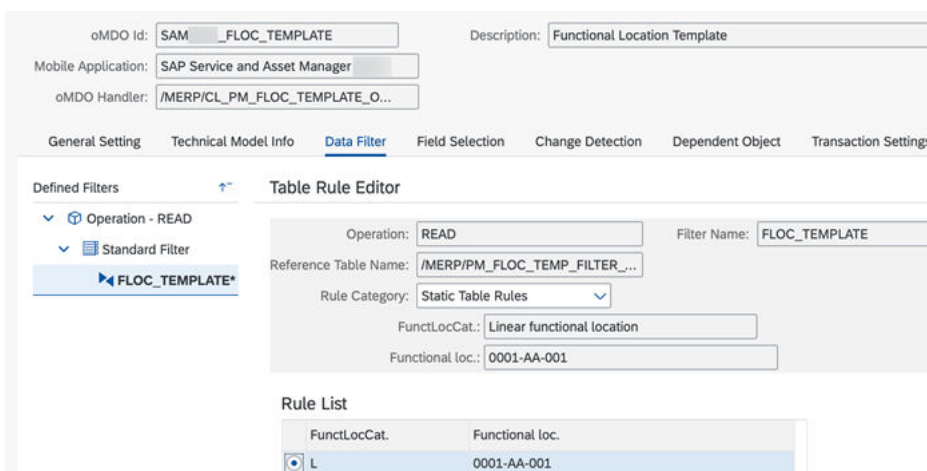 oMDO Id: SAM _FLOC_TEMPLATE Description: Functional Location Template
Mobile Application: SAP Service and Asset Manager
oMDO Handler: /MERP/CL_PM_FLOC_TEMPLATE_O...
General Setting Technical Model Info Data Filter Field Selection Change Detection Dependent Object Transaction Settings
Defined Filters Table Rule Editor
Operation - READ
Operation: READ Filter Name: FLOC_TEMPLATE
Standard Filter
Reference Table Name: /MERP/PM_FLOC_TEMP_FILTER_...
FLOC_TEMPLATE*
Rule Category: Static Table Rules
FunctLocCat.: Linear functional location
Functional loc.: 0001-AA-001
Rule List
FunctLocCat. Functional loc.
L 0001-AA-001